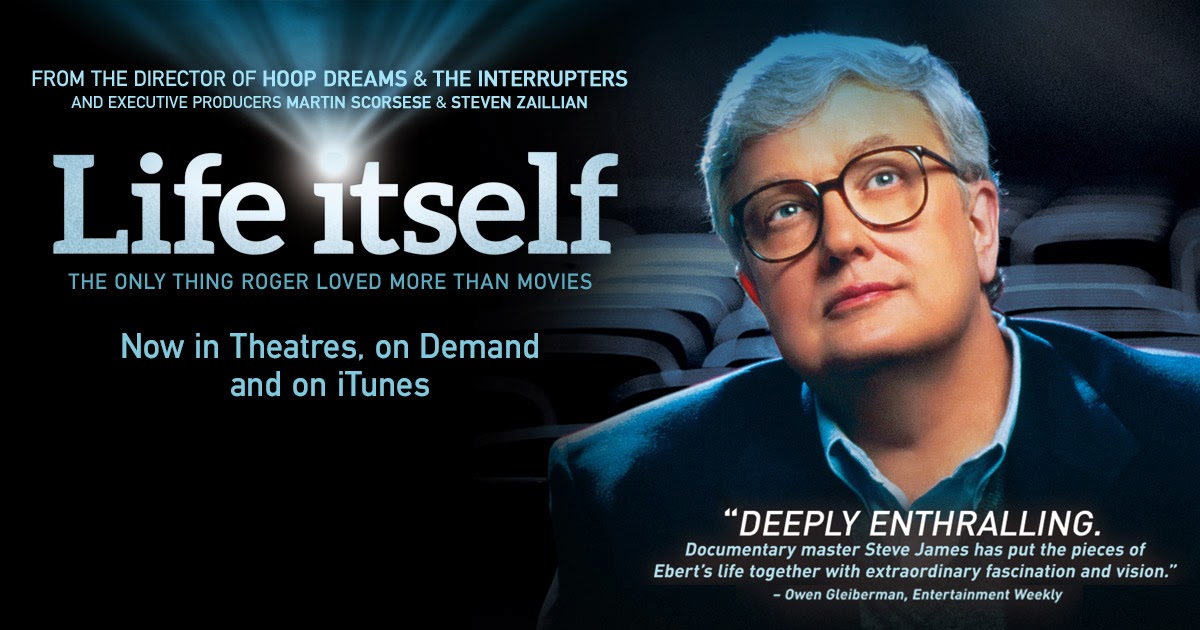 FROM THE DIRECTOR OF HOOP DREAMS & THE INTERRUPTERS
AND EXECUTIVE PRODUCERS MARTIN SCORSESE & STEVEN ZAILLIAN
Life itself
THE ONLY THING ROGER LOVED MORE THAN MOVIES
Now in Theatres, on Demand
and on iTunes
“DEEPLY ENTHRALLING.
Documentary master Steve James has put the pieces of
Ebert’s life together with extraordinary fascination and vision.”
– Owen Gleiberman, Entertainment Weekly